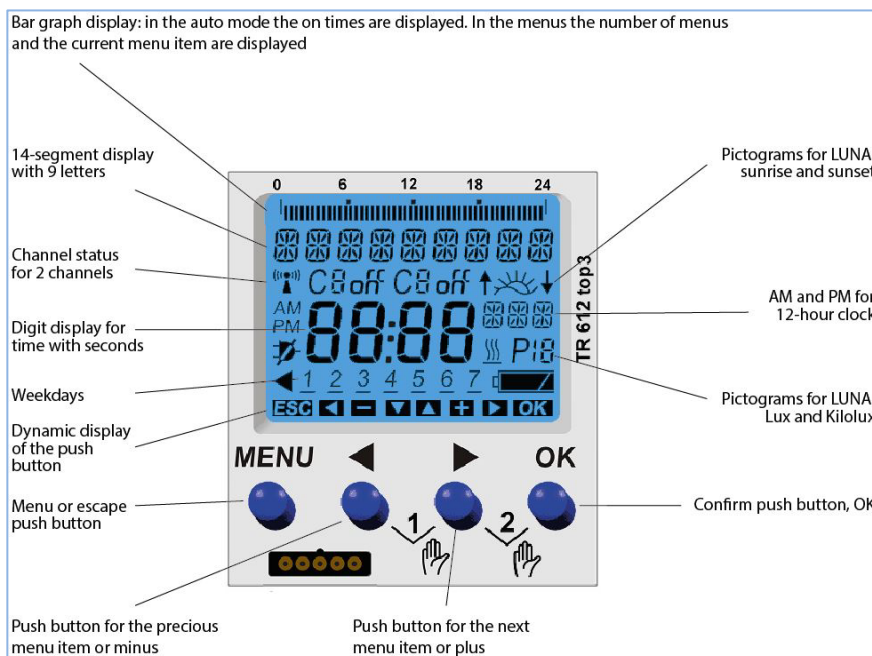 Bar graph display: in the auto mode the on times are displayed. In the menus the number of menus
and the current menu item are displayed
14-segment display
with 9 letters
Pictograms for LUNA
sunrise and sunset
0 6 12 18 24
Channel status
for 2 channels
C8 off C8 off
AM
PM
88:88
AM and PM for
12-hour clock
Digit display for
time with seconds
TR 612 top3
P18
Weekdays
1 2 3 4 5 6 7
Pictograms for LUNA
Lux and Kilolux
Dynamic display
of the push
button
ESC OK
MENU OK
Menu or escape
push button
Confirm push button, OK
1 2
Push button for the precious
menu item or minus
Push button for the next
menu item or plus